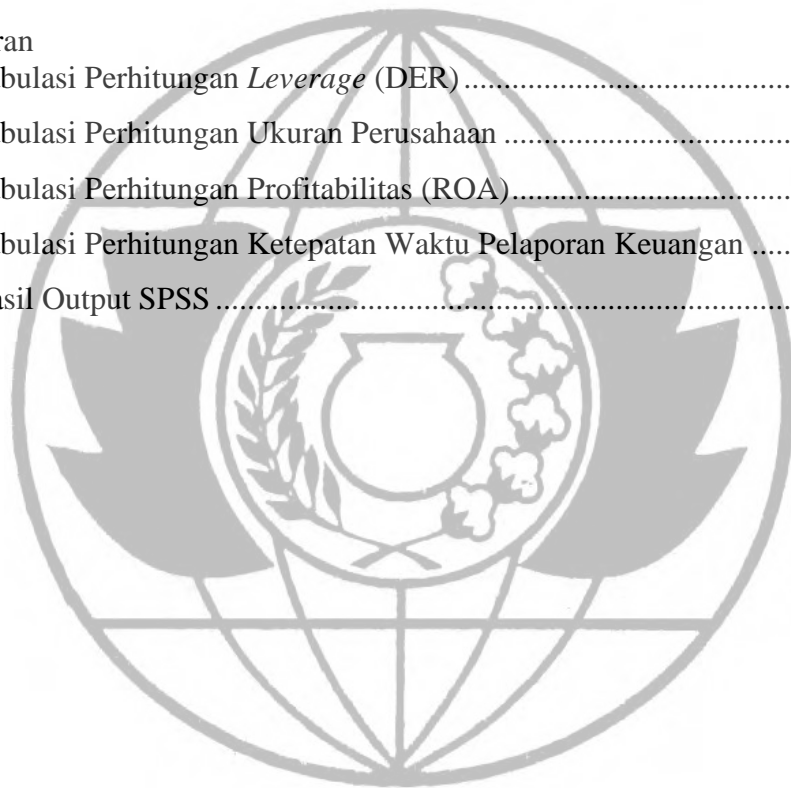 ran
bulasi Perhitungan Leverage (DER)..............................................
bulasi Perhitungan Ukuran Perusahaan ........................................
bulasi Perhitungan Profitabilitas (ROA).......................................
bulasi Perhitungan Ketepatan Waktu Pelaporan Keuangan .....
asil Output SPSS................................................................................